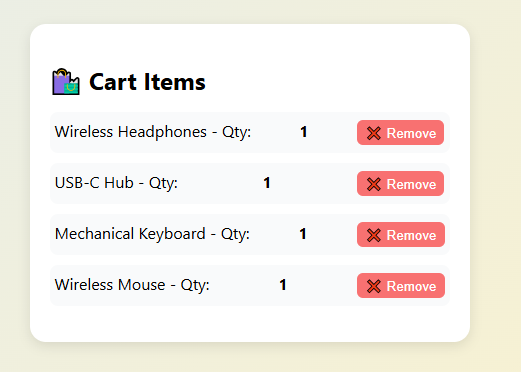 Cart Items
Wireless Headphones - Qty: 1 Remove
USB-C Hub - Qty: 1 Remove
Mechanical Keyboard - Qty: 1 Remove
Wireless Mouse - Qty: 1 Remove